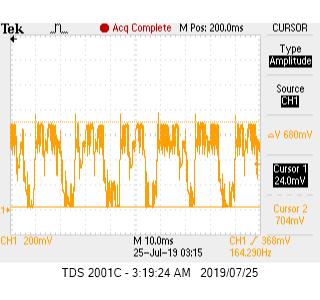 Tek Acq Complete M Pos: 200.0ms CURSOR
Type
Amplitude
Source
CH1
△V 680mV
Cursor 1
24.0mV
Cursor 2
704mV
1
CH1 200mV M 10.0ms CH1 / 368mV
25-Jul-19 03:15 164.290Hz
TDS 2001C - 3:19:24 AM 2019/07/25